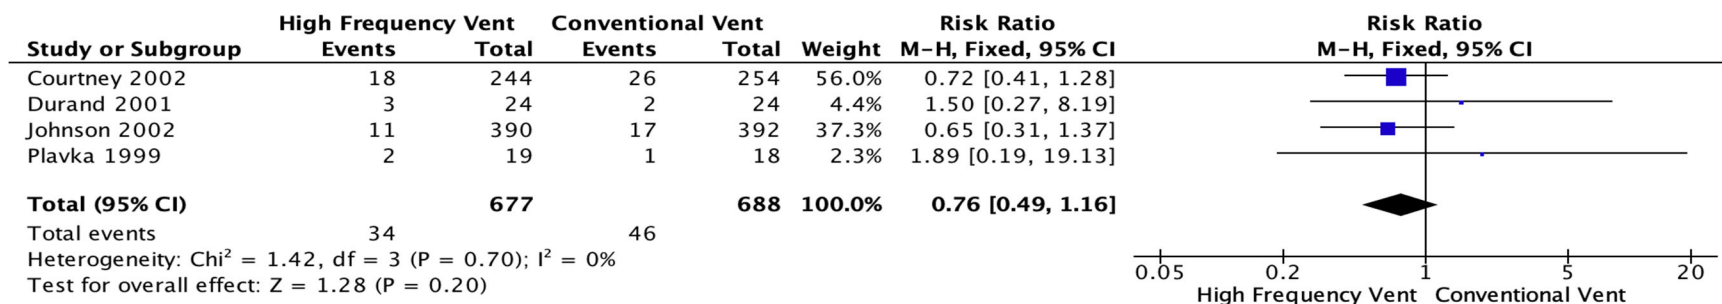 High Frequency Vent Conventional Vent Risk Ratio Risk Ratio
Study or Subgroup Events Total Events Total Weight M-H, Fixed, 95% CI M-H, Fixed, 95% CI
Courtney 2002 18 244 26 254 56.0% 0.72 [0.41, 1.28]
Durand 2001 3 24 2 24 4.4% 1.50 [0.27, 8.19]
Johnson 2002 11 390 17 392 37.3% 0.65 [0.31, 1.37]
Plavka 1999 2 19 1 18 2.3% 1.89 [0.19, 19.13]
Total (95% CI) 677 688 100.0% 0.76 [0.49, 1.16]
Total events 34 46
Heterogeneity: Chi² = 1.42, df = 3 (P = 0.70); I² = 0%
Test for overall effect: Z = 1.28 (P = 0.20)
0.05 0.2 1 5 20
High Frequency Vent Conventional Vent